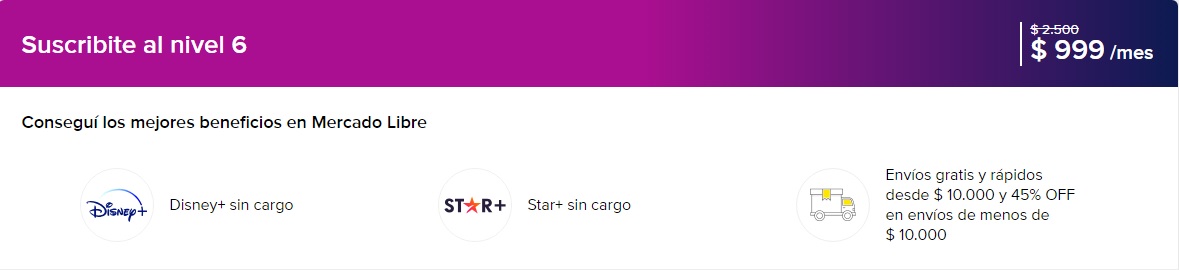 Suscribite al nivel 6
$ 2.500
$ 999 /mes
Conseguí los mejores beneficios en Mercado Libre
Disney+
Disney+ sin cargo
STAR+
Star+ sin cargo
Envíos gratis y rápidos
desde $ 10.000 y 45% OFF
en envíos de menos de
$ 10.000